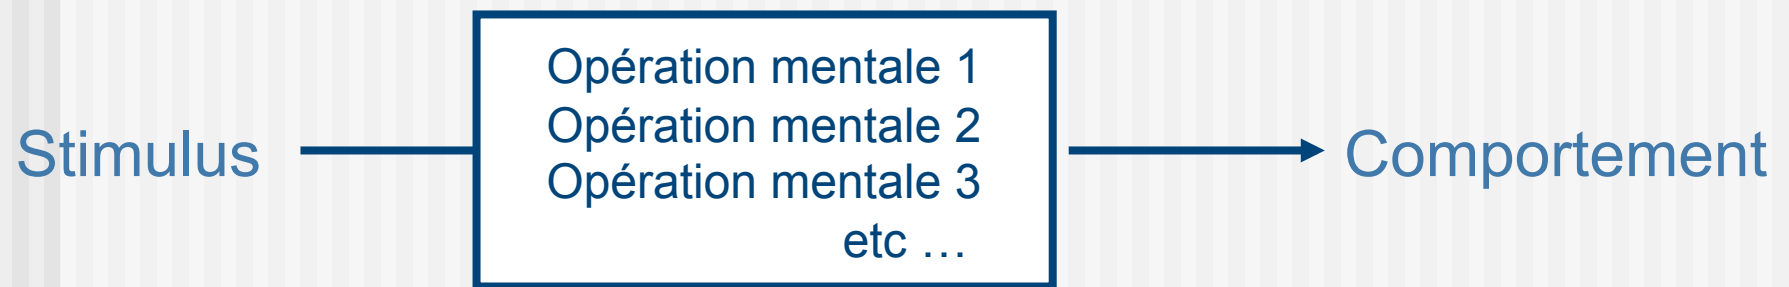 Stimulus
Opération mentale 1
Opération mentale 2
Opération mentale 3
etc …
Comportement